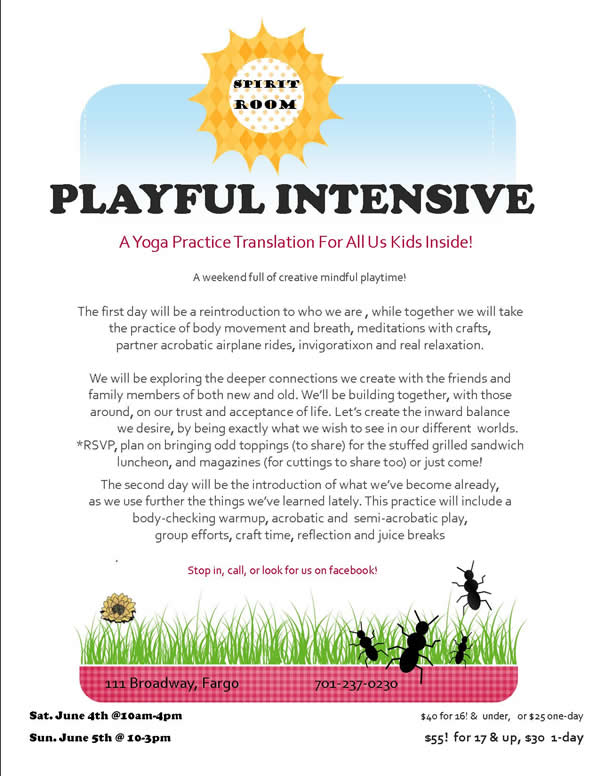 SPIRIT
ROOM
PLAYFUL INTENSIVE
A Yoga Practice Translation For All Us Kids Inside!
A weekend full of creative mindful playtime!
The first day will be a reintroduction to who we are , while together we will take
the practice of body movement and breath, meditations with crafts,
partner acrobatic airplane rides, invigoratixon and real relaxation.
We will be exploring the deeper connections we create with the friends and
family members of both new and old. We'll be building together, with those
around, on our trust and acceptance of life. Let's create the inward balance
we desire, by being exactly what we wish to see in our different worlds.
*RSVP, plan on bringing odd toppings (to share) for the stuffed grilled sandwich
luncheon, and magazines (for cuttings to share too) or just come!
The second day will be the introduction of what we've become already,
as we use further the things we've learned lately. This practice will include a
body-checking warmup, acrobatic and semi-acrobatic play,
group efforts, craft time, reflection and juice breaks
Stop in, call, or look for us on facebook!
111 Broadway, Fargo 701-237-0230
Sat. June 4th @10am-4pm $40 for 16! & under, or $25 one-day
Sun. June 5th @ 10-3pm $55! for 17 & up, $30 1-day